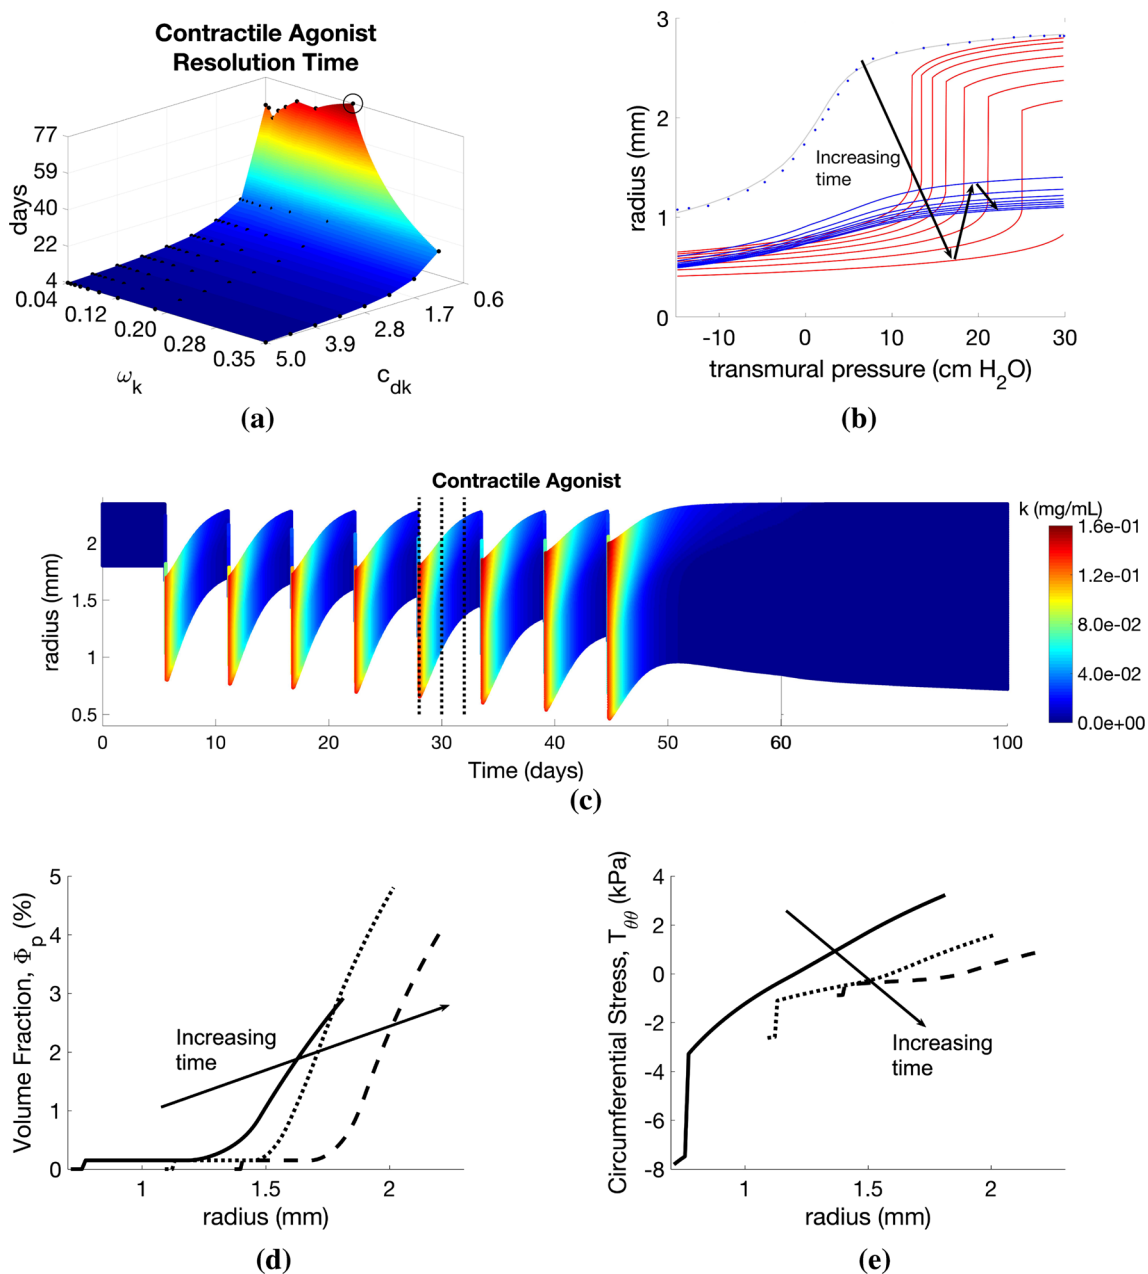 Contractile Agonist
Resolution Time
days
77
59
40
22
4
0.04
0.12
0.20
0.28
0.35
ω_k
5.0
3.9
2.8
1.7
0.6
c_dk
(a)
radius (mm)
3
2
1
0
Increasing
time
-10 0 10 20 30
transmural pressure (cm H₂O)
(b)
Contractile Agonist
radius (mm)
2
1.5
1
0.5
0 10 20 30 40 50 60 100
Time (days)
k (mg/mL)
1.6e-01
1.2e-01
8.0e-02
4.0e-02
0.0e+00
(c)
Volume Fraction, Φ_p (%)
5
4
3
2
1
0
Increasing
time
1 1.5 2
radius (mm)
(d)
Circumferential Stress, T_θθ (kPa)
4
2
0
-2
-4
-6
-8
Increasing
time
1 1.5 2
radius (mm)
(e)